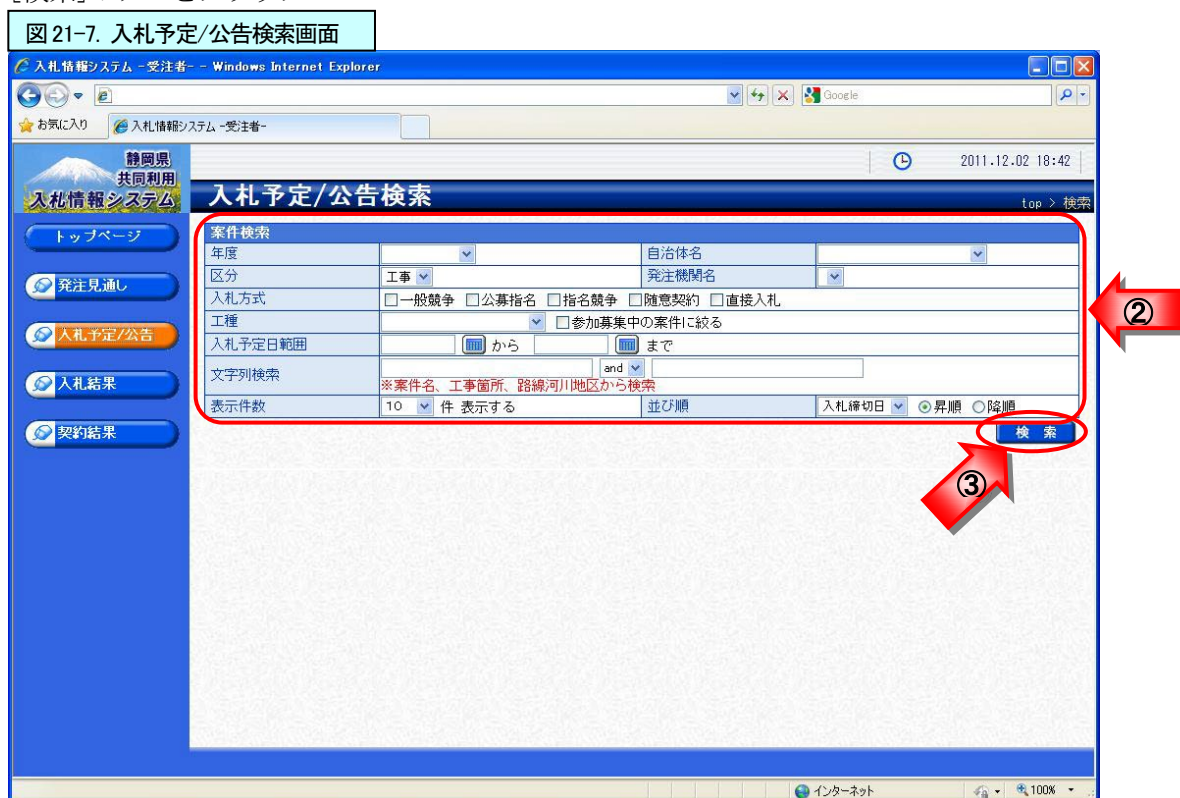 図 21-7. 入札予定/公告検索画面
入札情報システム -受注者- - Windows Internet Explorer
Google
お気に入り 入札情報システム -受注者-
静岡県
共同利用
入札情報システム
2011.12.02 18:42
入札予定/公告検索
top > 検索
トップページ
発注見通し
入札予定/公告
入札結果
契約結果
案件検索
年度 自治体名
区分 工事 発注機関名
入札方式 一般競争 公募指名 指名競争 随意契約 直接入札
工種 参加募集中の案件に絞る
入札予定日範囲 から まで
文字列検索 and
※案件名、工事箇所、路線河川地区から検索
表示件数 10 件 表示する 並び順 入札締切日 昇順 降順
検 索
②
③
インターネット 100%